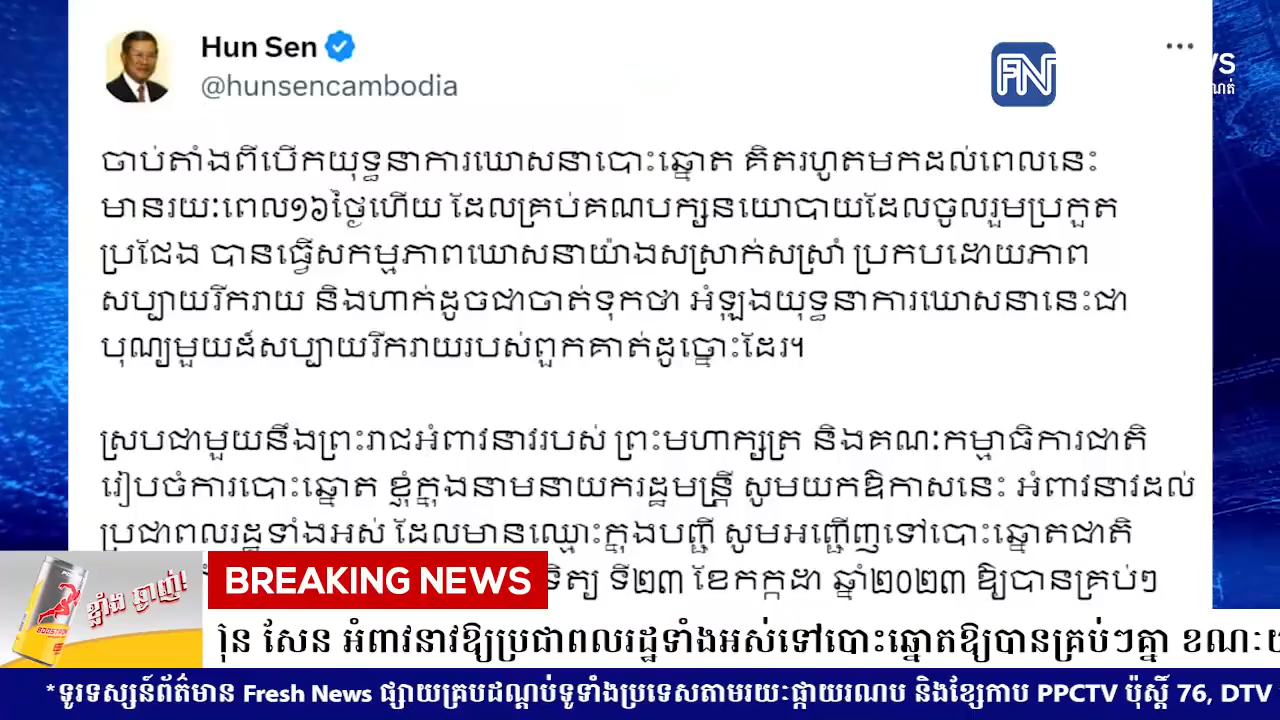 Hun Sen
@hunsencambodia
FN
ចាប់តាំងពីបើកយុទ្ធនាការឃោសនាបោះឆ្នោត គិតរហូតមកដល់ពេលនេះ
មានរយៈពេល១៦ថ្ងៃហើយ ដែលគ្រប់គណបក្សនយោបាយដែលចូលរួមប្រកួត
ប្រជែង បានធ្វើសកម្មភាពឃោសនាយ៉ាងសស្រាក់សស្រាំ ប្រកបដោយភាព
សប្បាយរីករាយ និងហាក់ដូចជាចាត់ទុកថា អំឡុងយុទ្ធនាការឃោសនានេះជា
បុណ្យមួយដ៏សប្បាយរីករាយរបស់ពួកគាត់ដូច្នោះដែរ។
ស្របជាមួយនឹងព្រះរាជអំពាវនាវរបស់ ព្រះមហាក្សត្រ និងគណៈកម្មាធិការជាតិ
រៀបចំការបោះឆ្នោត ខ្ញុំក្នុងនាមនាយករដ្ឋមន្ត្រី សូមយកឱកាសនេះ អំពាវនាវដល់
ប្រជាពលរដ្ឋទាំងអស់ ដែលមានឈ្មោះក្នុងបញ្ជី សូមអញ្ជើញទៅបោះឆ្នោតជាតិ
ទី២៣ ខែកក្កដា ឆ្នាំ២០២៣ ឱ្យបានគ្រប់ៗ
ខ្លាំង ឆ្ងាញ់!
BREAKING NEWS
ស៊ែន អំពាវនាវឱ្យប្រជាពលរដ្ឋទាំងអស់ទៅបោះឆ្នោតឱ្យបានគ្រប់ៗគ្នា ខណៈ
*ទូរទស្សន៍ព័ត៌មាន Fresh News ផ្សាយគ្របដណ្តប់ទូទាំងប្រទេសតាមរយៈផ្កាយរណប និងខ្សែកាប PPCTV ប៉ុស្តិ៍ 76, DTV